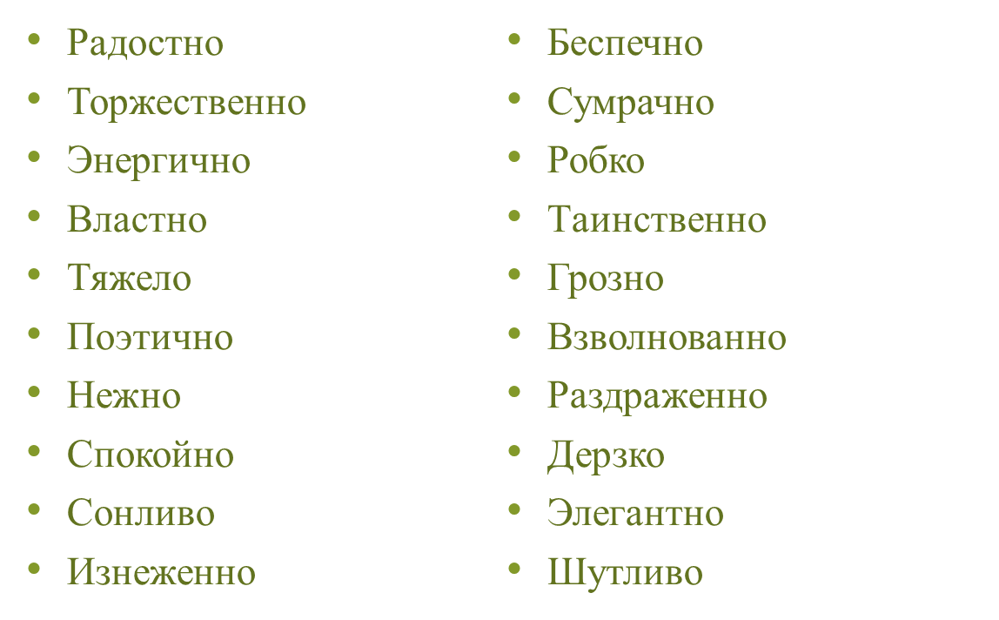 • Радостно
• Торжественно
• Энергично
• Властно
• Тяжело
• Поэтично
• Нежно
• Спокойно
• Сонливо
• Изнеженно
• Беспечно
• Сумрачно
• Робко
• Таинственно
• Грозно
• Взволнованно
• Раздраженно
• Дерзко
• Элегантно
• Шутливо